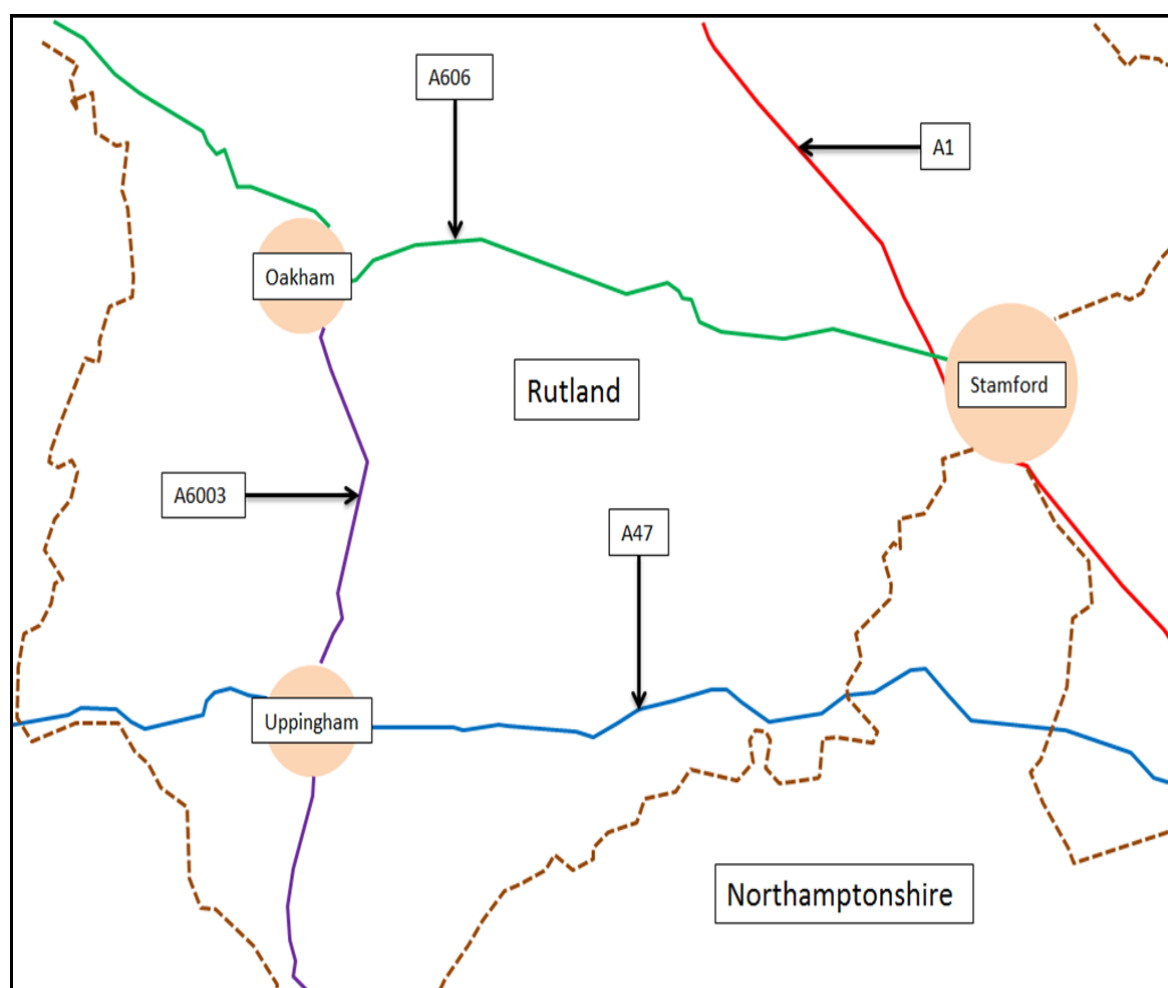 A606
A1
Oakham
Rutland
Stamford
A6003
A47
Uppingham
Northamptonshire